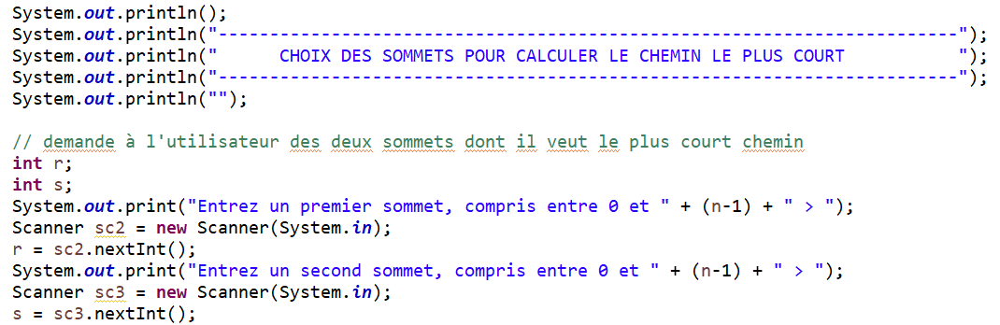 System.out.println();
System.out.println("------------------------------------------------------------------------");
System.out.println("      CHOIX DES SOMMETS POUR CALCULER LE CHEMIN LE PLUS COURT           ");
System.out.println("------------------------------------------------------------------------");
System.out.println("");
// demande à l'utilisateur des deux sommets dont il veut le plus court chemin
int r;
int s;
System.out.print("Entrez un premier sommet, compris entre 0 et " + (n-1) + " > ");
Scanner sc2 = new Scanner(System.in);
r = sc2.nextInt();
System.out.print("Entrez un second sommet, compris entre 0 et " + (n-1) + " > ");
Scanner sc3 = new Scanner(System.in);
s = sc3.nextInt();